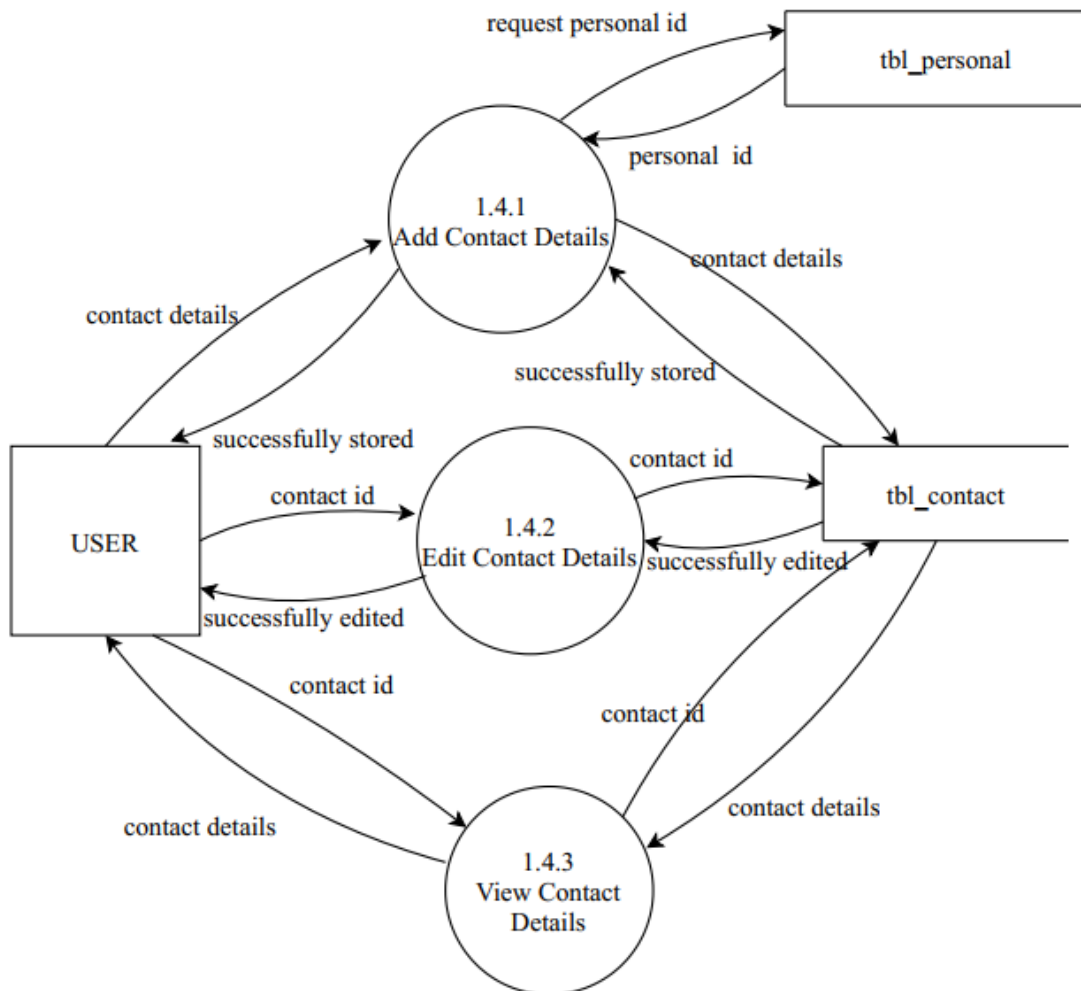 request personal id
tbl_personal
personal id
1.4.1
Add Contact Details
contact details
contact details
successfully stored
successfully stored
contact id
contact id
tbl_contact
1.4.2
USER
Edit Contact Details
successfully edited
successfully edited
contact id
contact id
contact details
contact details
1.4.3
View Contact
Details